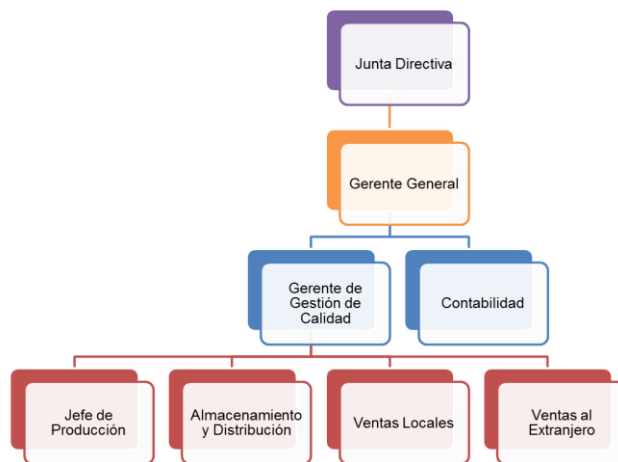 Junta Directiva
Gerente General
Gerente de
Gestión de
Calidad
Contabilidad
Jefe de
Producción
Almacenamiento
y Distribución
Ventas Locales
Ventas al
Extranjero